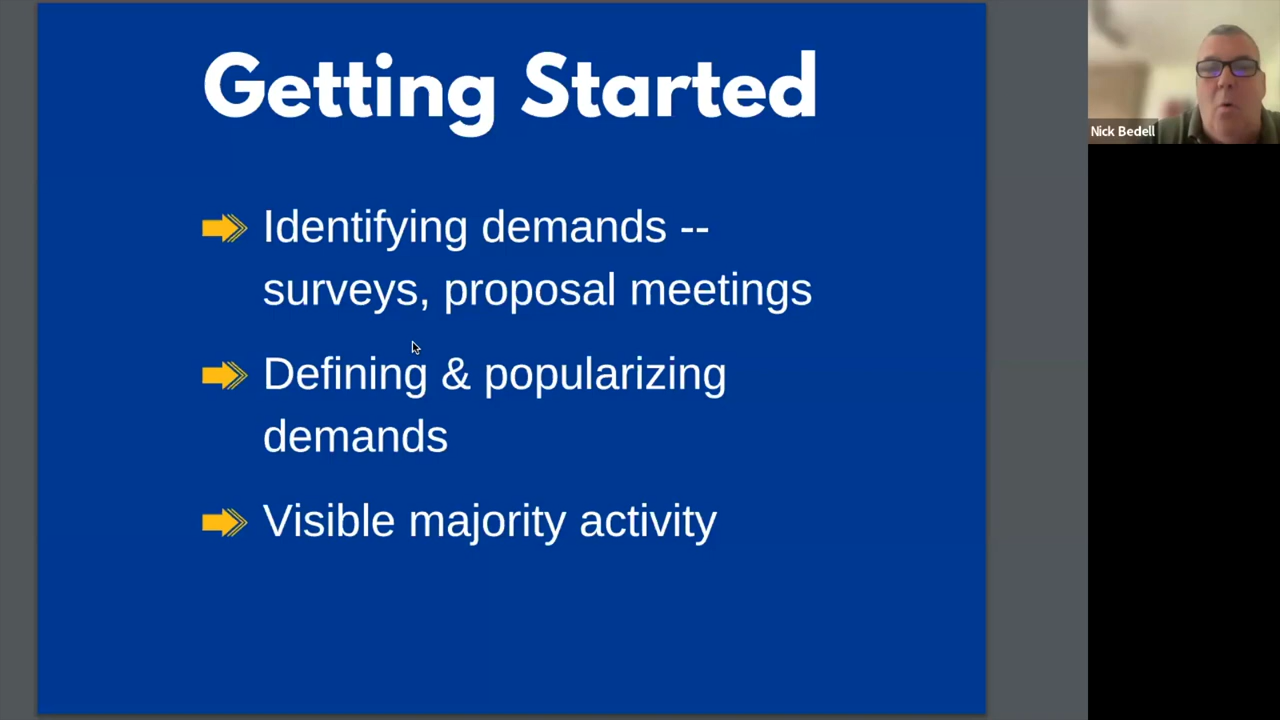 Getting Started
Identifying demands --
surveys, proposal meetings
Defining & popularizing
demands
Visible majority activity
Nick Bedell